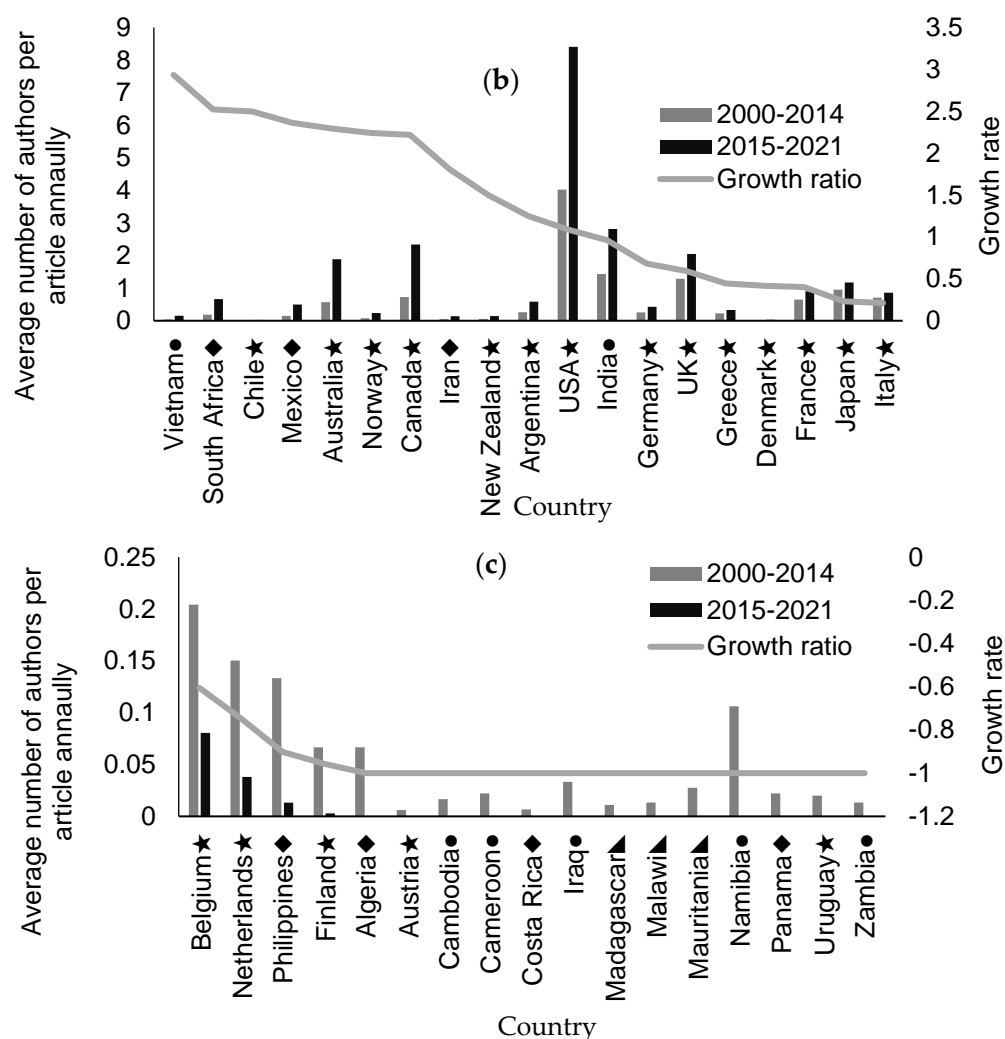 (b)
Average number of authors per
article annaully
9
8
7
6
5
4
3
2
1
0
2000-2014
2015-2021
Growth ratio
3.5
3
2.5
2
1.5
1
0.5
0
Growth rate
Vietnam●
South Africa◆
Chile★
Mexico◆
Australia★
Norway★
Canada★
Iran◆
New Zealand★
Argentina★
USA★
India●
Germany★
UK★
Greece★
Denmark★
France★
Japan★
Italy★
Country
(c)
Average number of authors per
article annaully
0.25
0.2
0.15
0.1
0.05
0
2000-2014
2015-2021
Growth ratio
0
-0.2
-0.4
-0.6
-0.8
-1
-1.2
Growth rate
Belgium★
Netherlands★
Philippines◆
Finland★
Algeria◆
Austria★
Cambodia●
Cameroon●
Costa Rica◆
Iraq●
Madagascar◢
Malawi◢
Mauritania◢
Namibia●
Panama◆
Uruguay★
Zambia●
Country